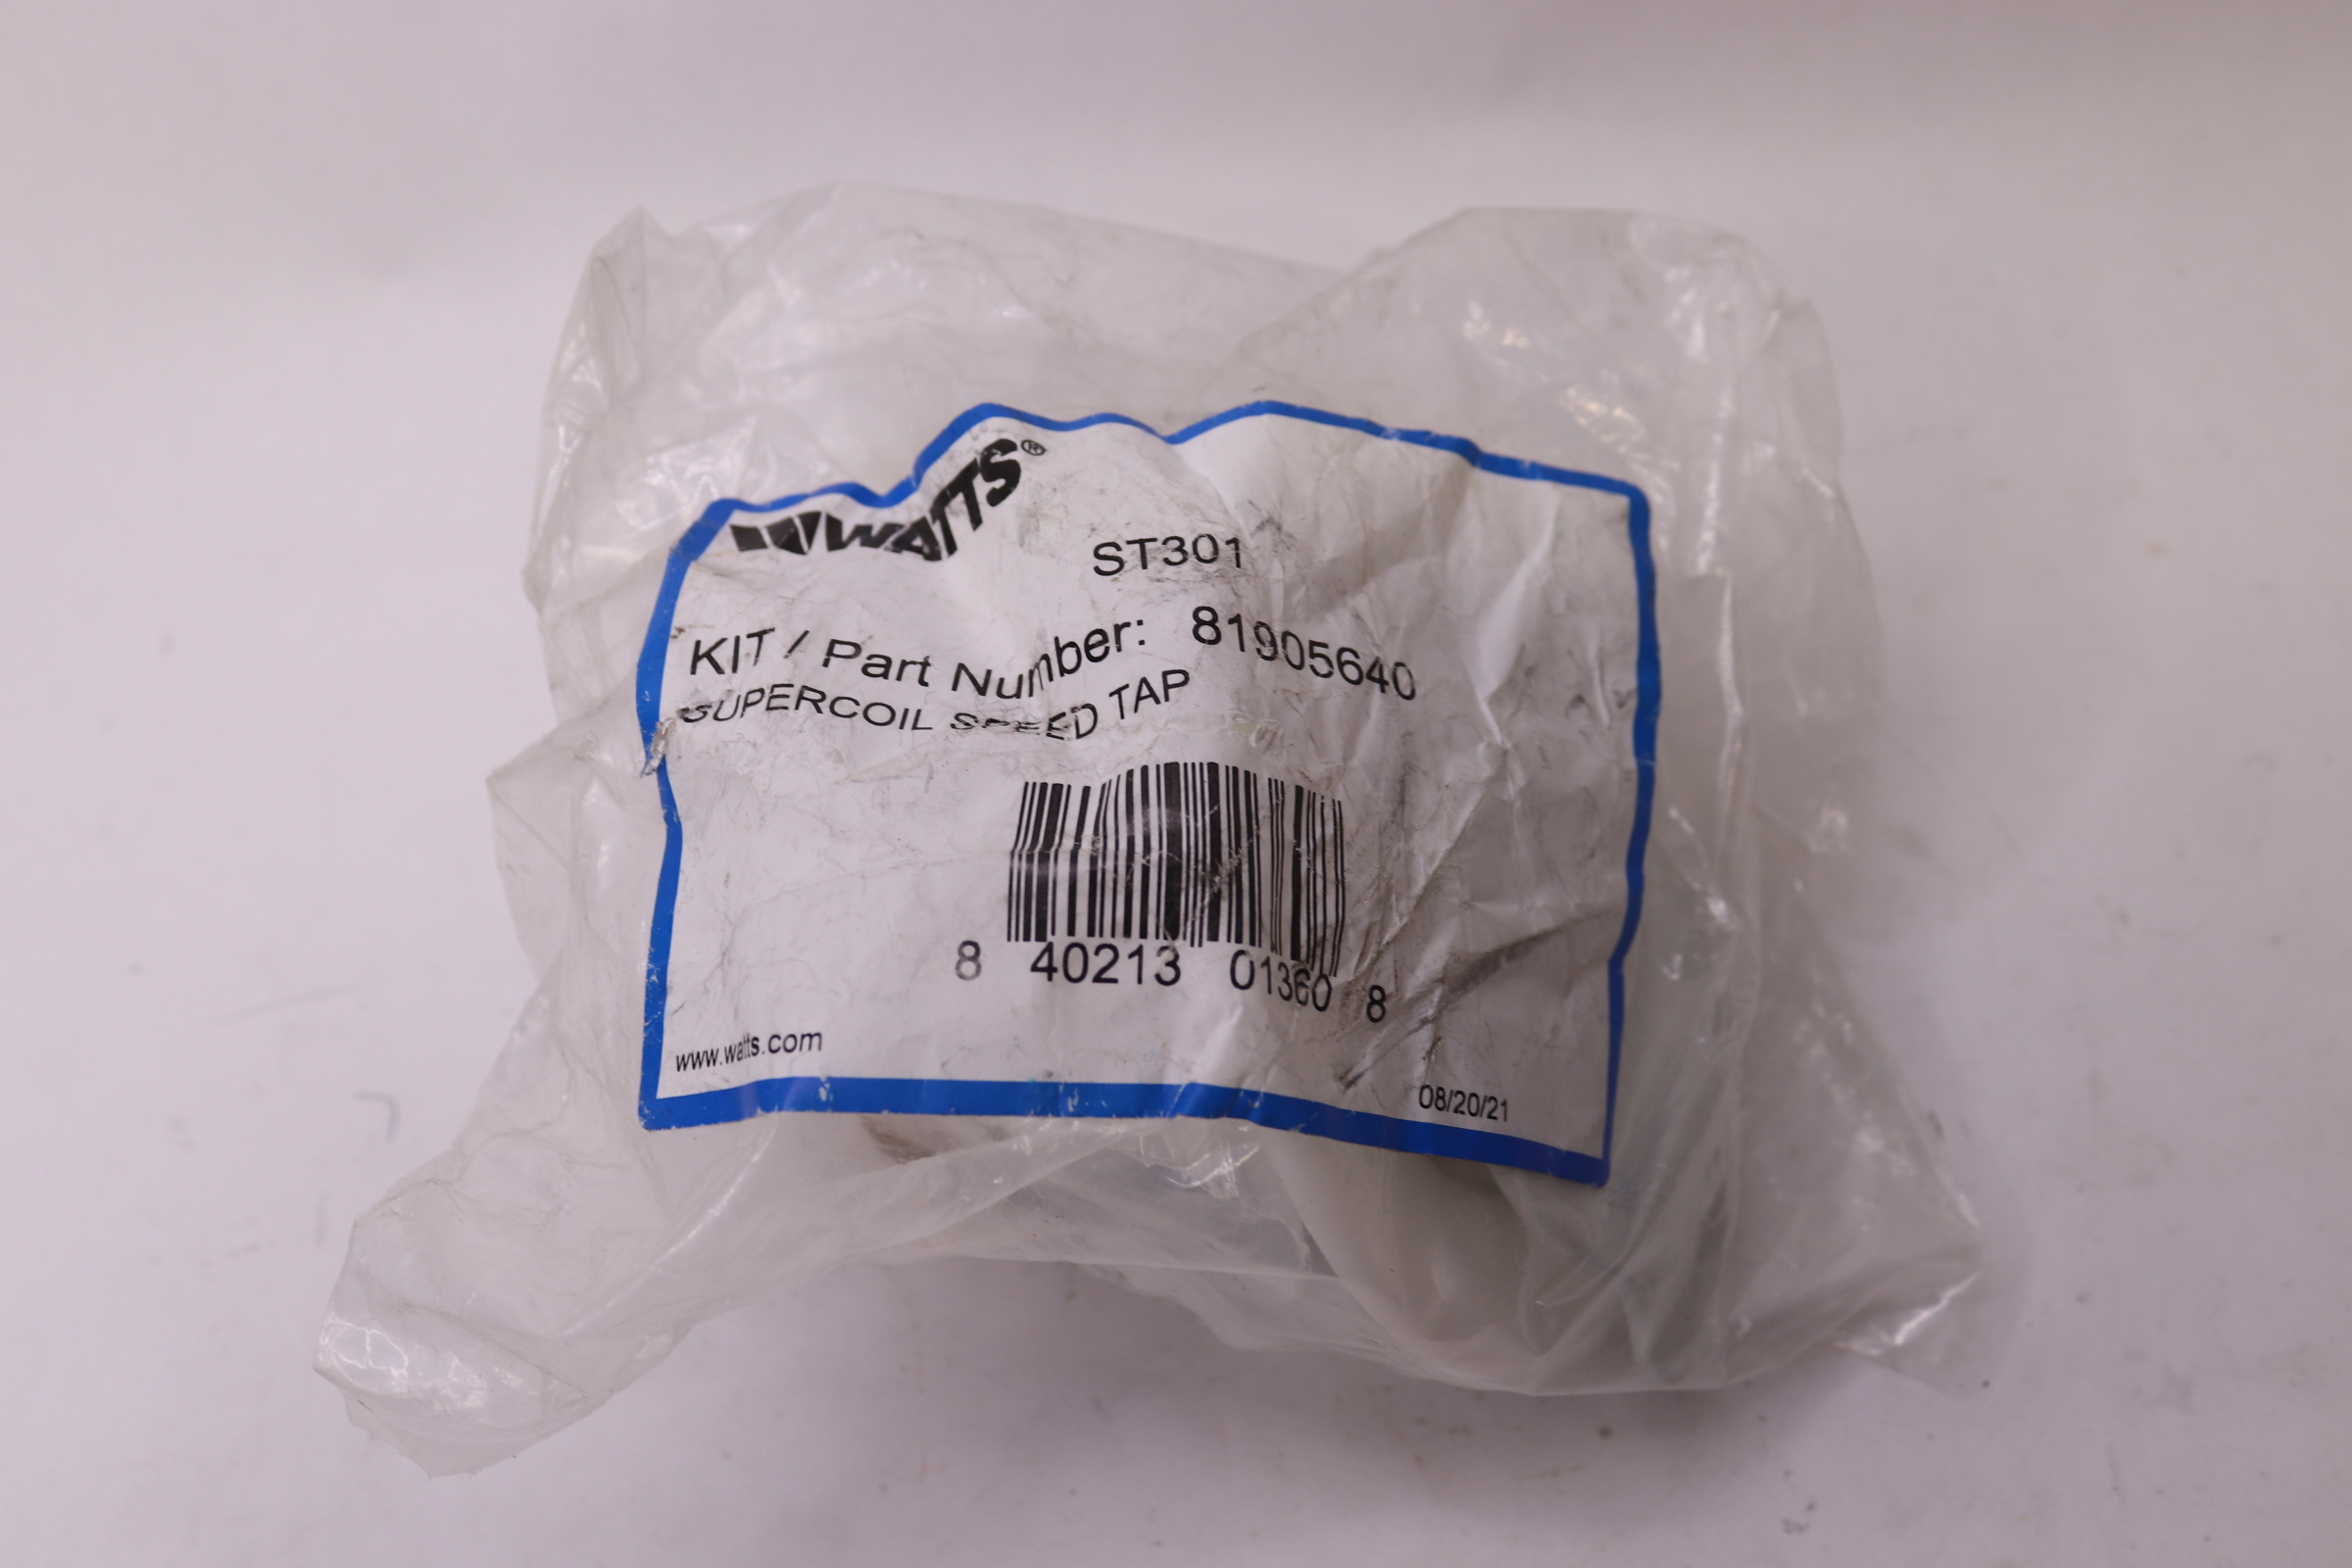 WATTS®
ST301
KIT / Part Number: 81905640
SUPERCOIL SPEED TAP
8 40213 01360 8
www.watts.com
08/20/21